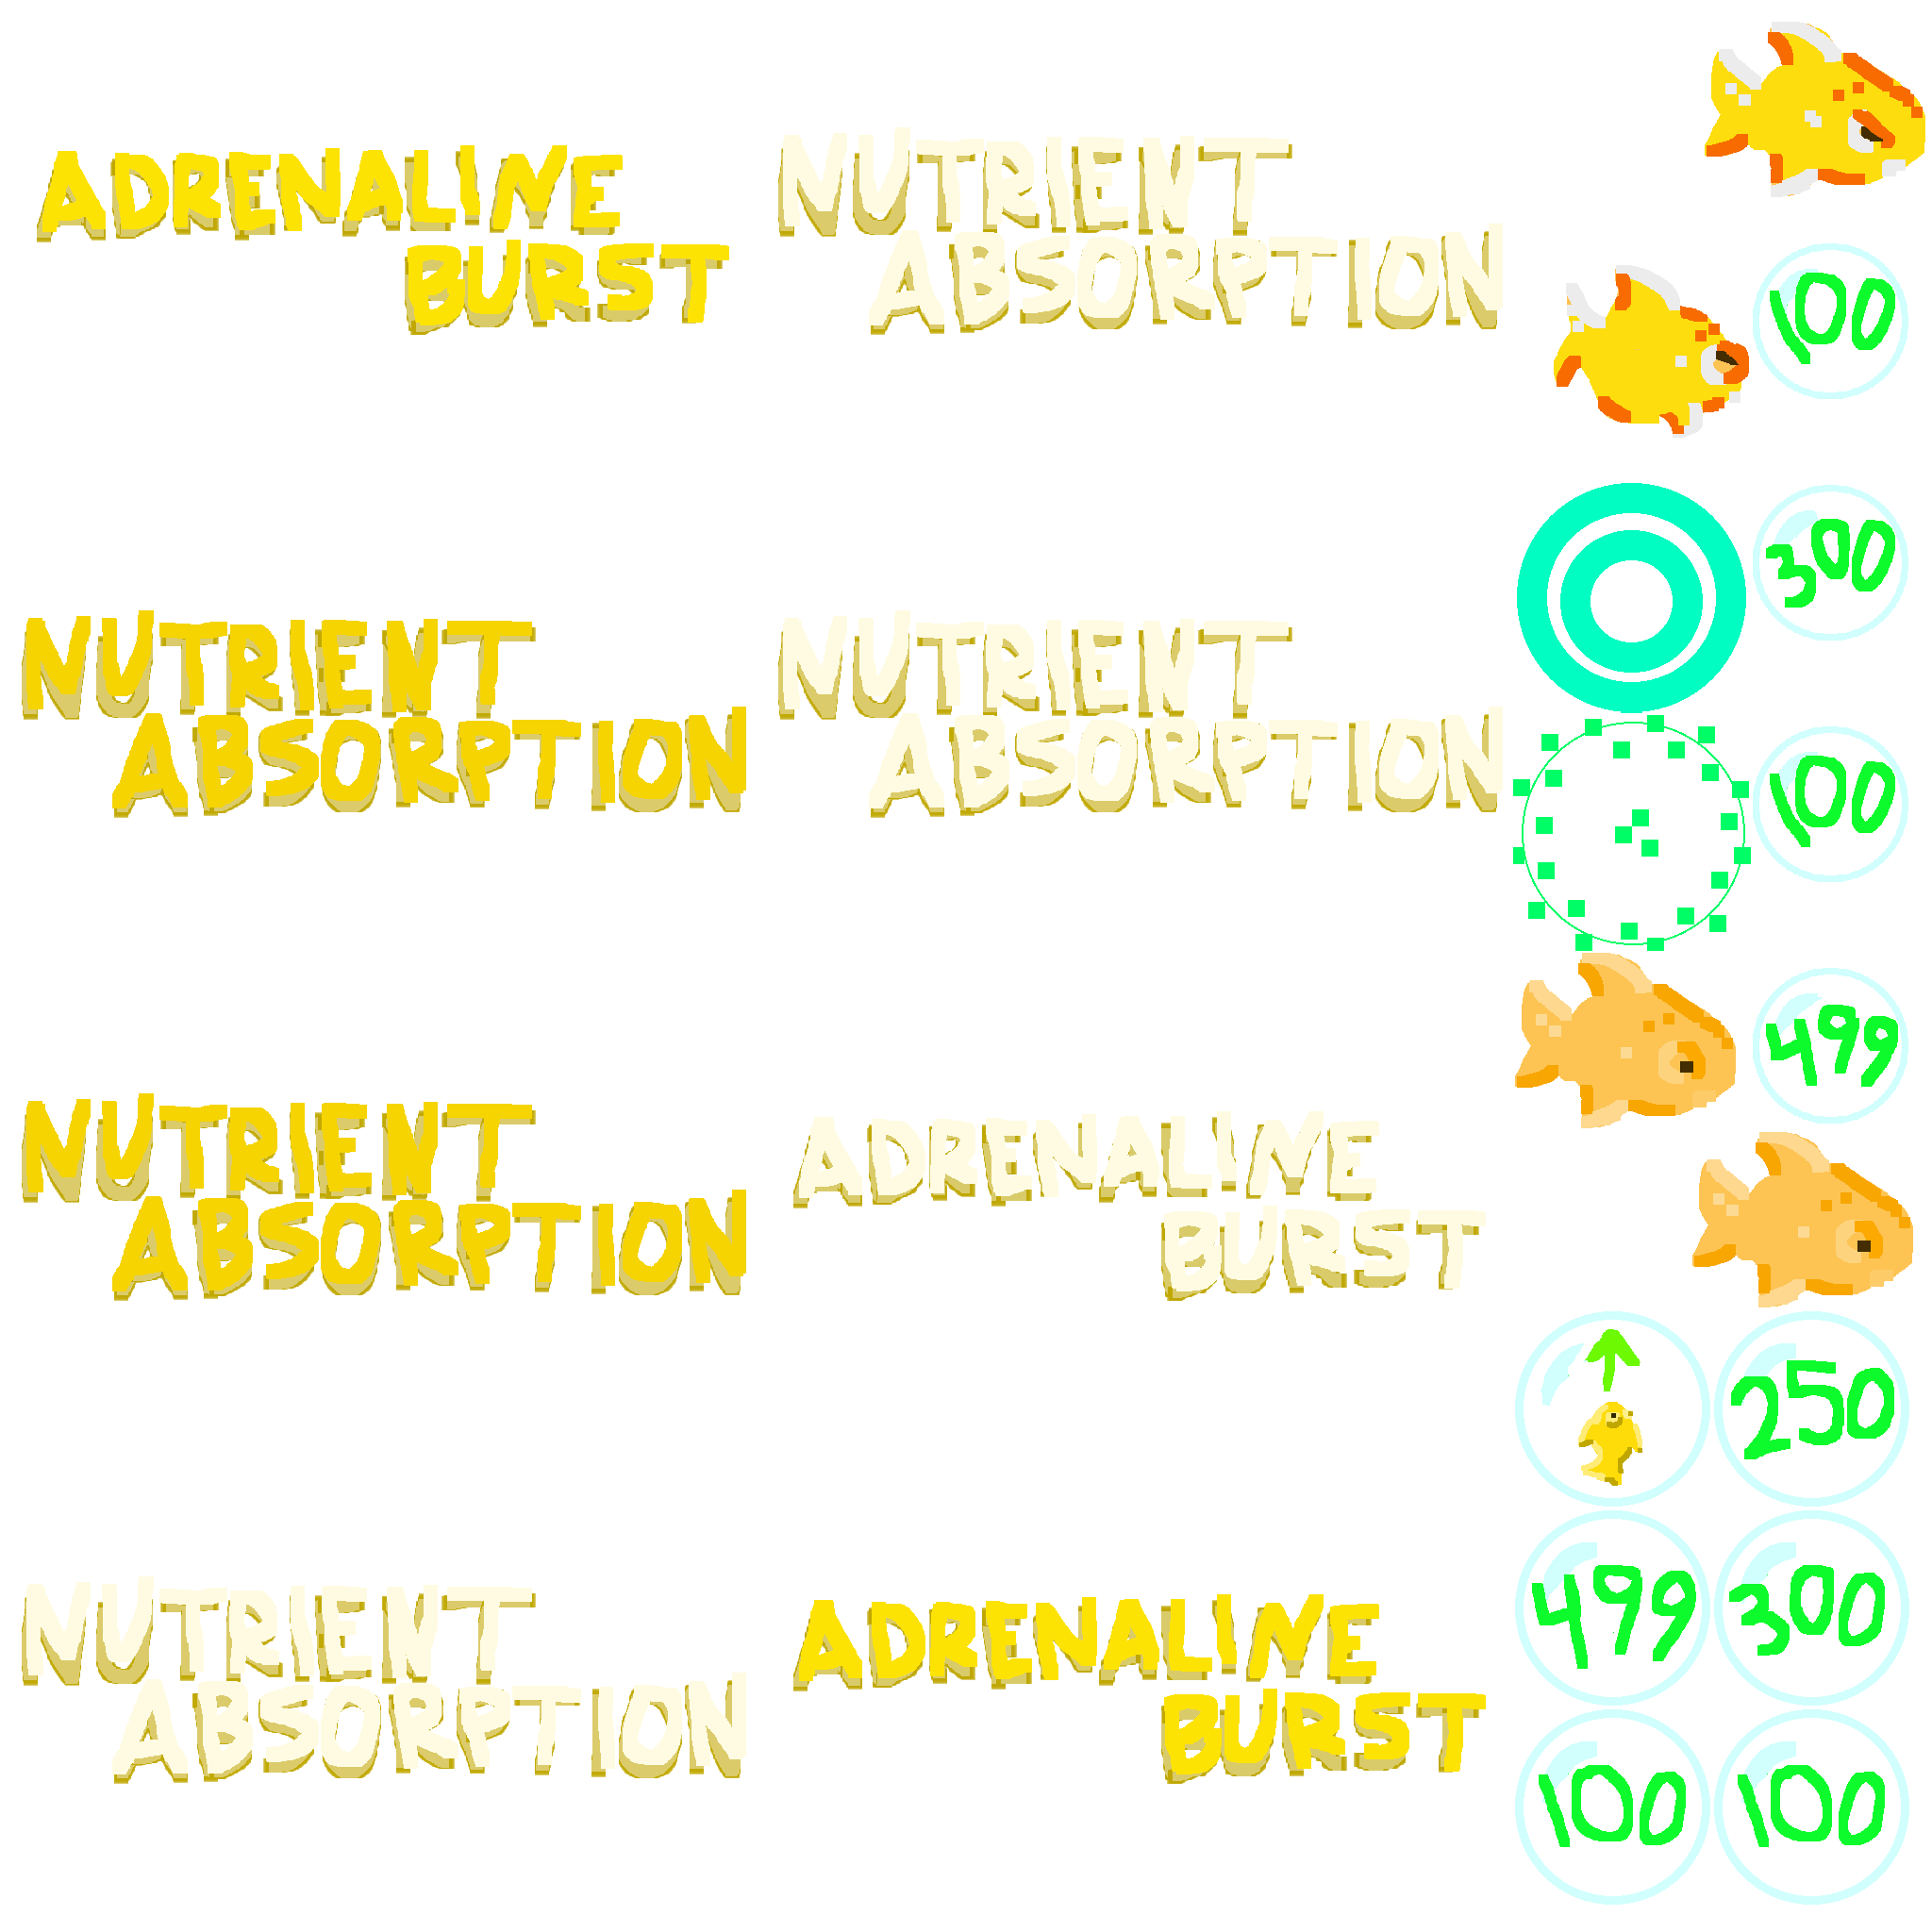 ADRENALINE
BURST
NUTRIENT
ABSORPTION
100
300
NUTRIENT
ABSORPTION
NUTRIENT
ABSORPTION
100
499
NUTRIENT
ABSORPTION
ADRENALINE
BURST
250
499
300
NUTRIENT
ABSORPTION
ADRENALINE
BURST
100
100